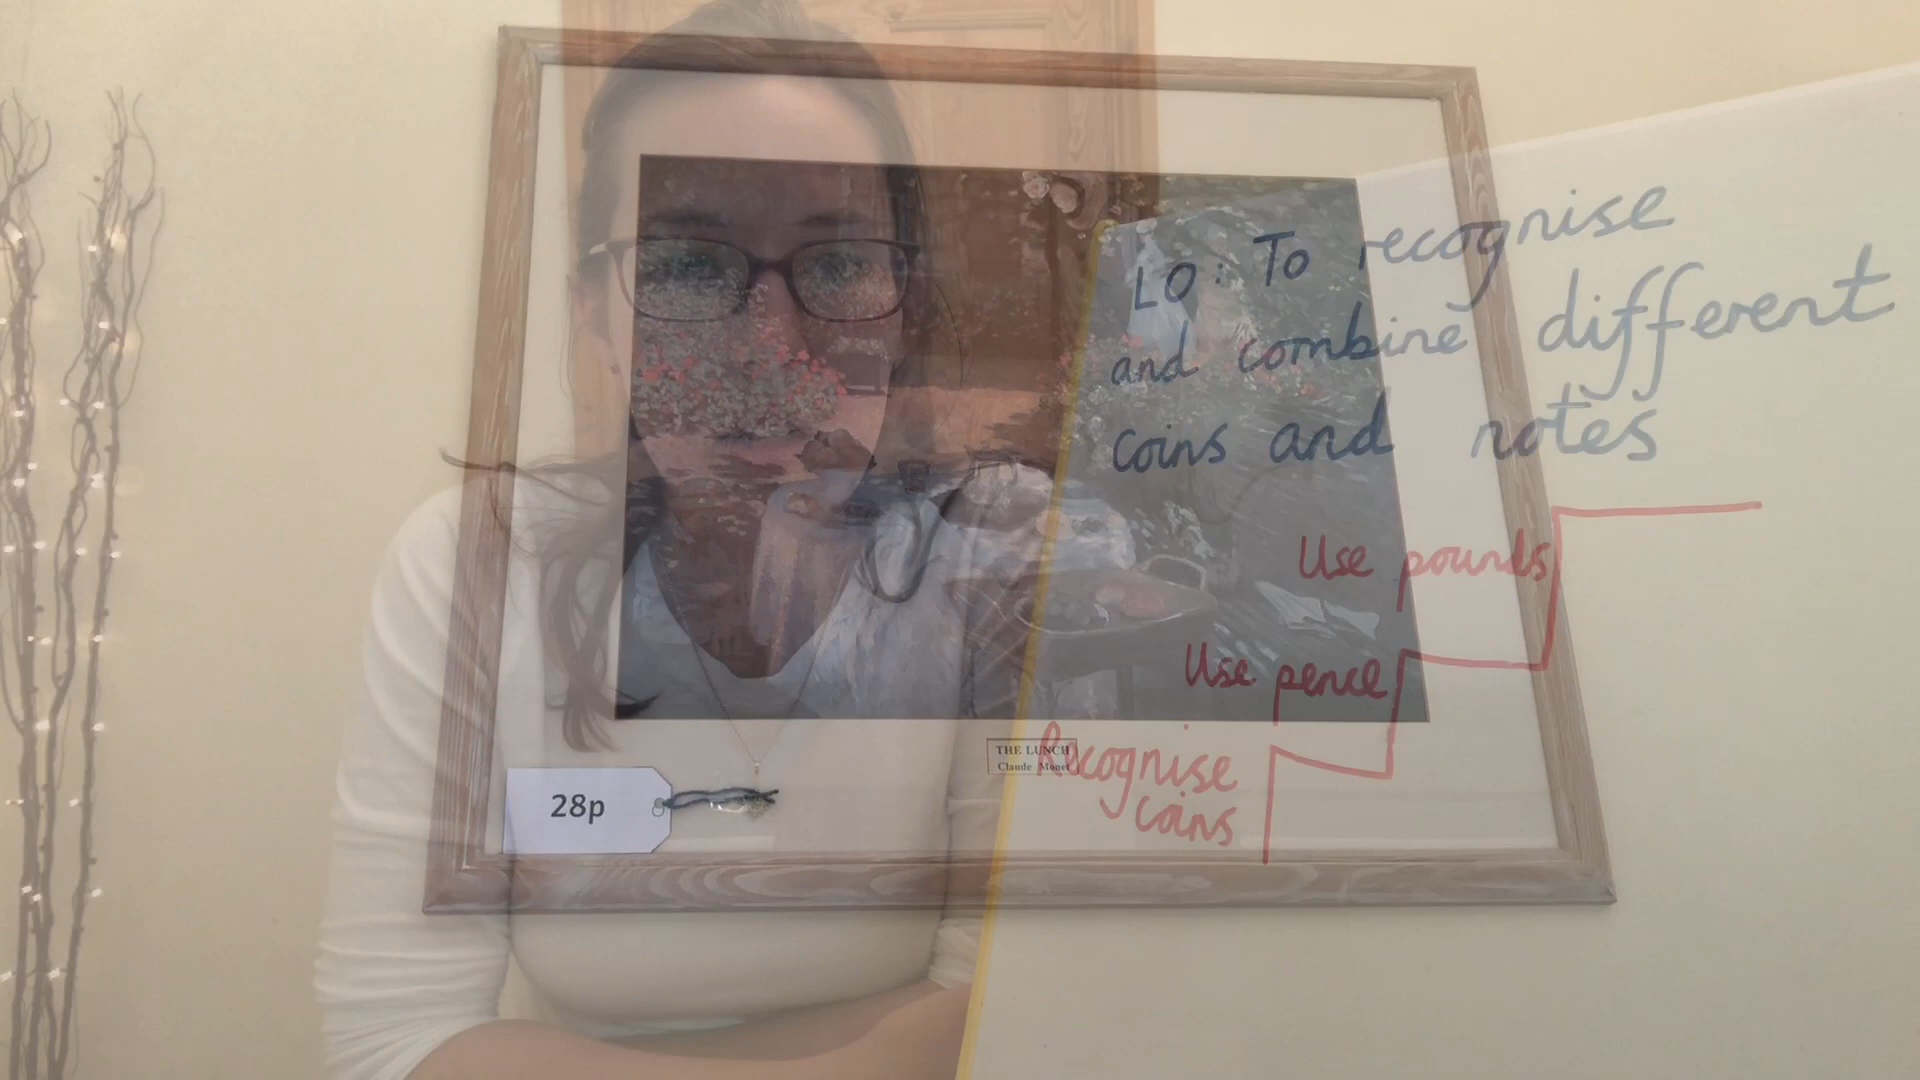 LO: To recognise
and combine different
coins and notes
Use pounds
Use pence
Recognise
coins
THE LUNCH
Claude Monet
28p